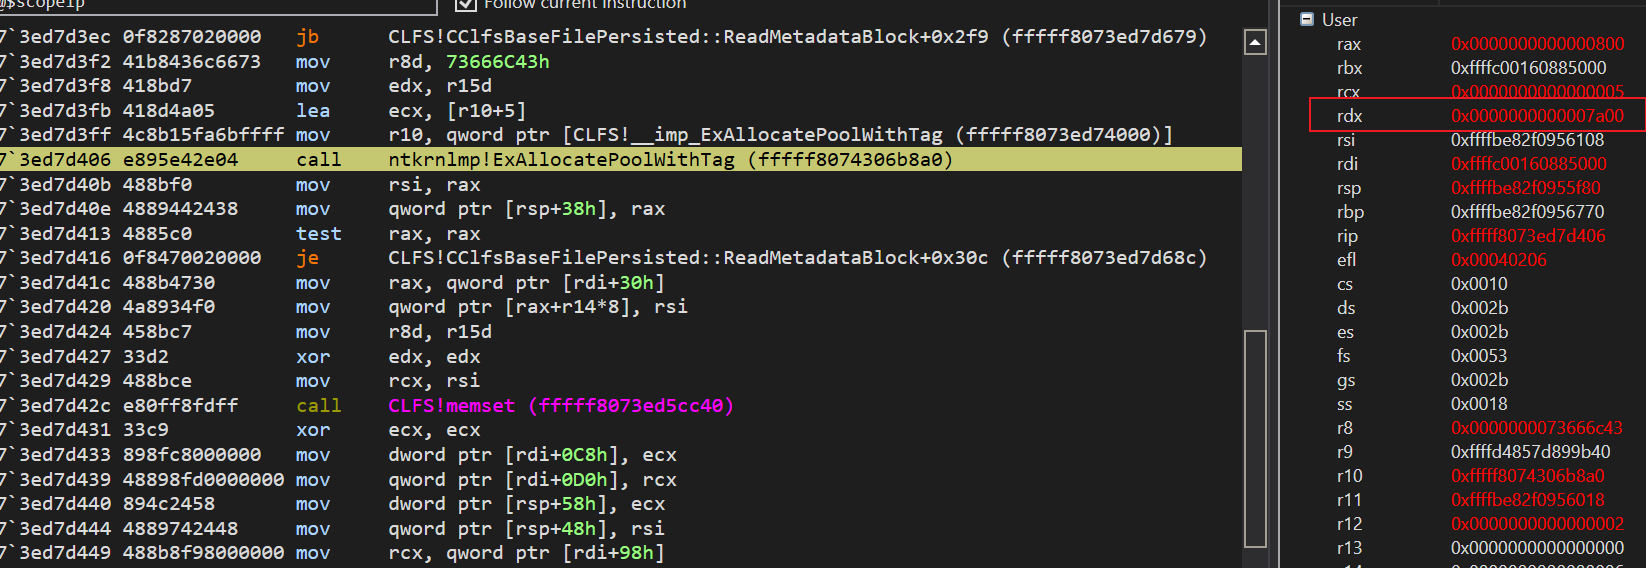 @$scopeip
Follow current instruction
7`3ed7d3ec 0f8287020000 jb CLFS!CClfsBaseFilePersisted::ReadMetadataBlock+0x2f9 (fffff8073ed7d679)
7`3ed7d3f2 41b8436c6673 mov r8d, 73666C43h
7`3ed7d3f8 418bd7 mov edx, r15d
7`3ed7d3fb 418d4a05 lea ecx, [r10+5]
7`3ed7d3ff 4c8b15fa6bffff mov r10, qword ptr [CLFS!__imp_ExAllocatePoolWithTag (fffff8073ed74000)]
7`3ed7d406 e895e42e04 call ntkrnlmp!ExAllocatePoolWithTag (fffff8074306b8a0)
7`3ed7d40b 488bf0 mov rsi, rax
7`3ed7d40e 4889442438 mov qword ptr [rsp+38h], rax
7`3ed7d413 4885c0 test rax, rax
7`3ed7d416 0f8470020000 je CLFS!CClfsBaseFilePersisted::ReadMetadataBlock+0x30c (fffff8073ed7d68c)
7`3ed7d41c 488b4730 mov rax, qword ptr [rdi+30h]
7`3ed7d420 4a8934f0 mov qword ptr [rax+r14*8], rsi
7`3ed7d424 458bc7 mov r8d, r15d
7`3ed7d427 33d2 xor edx, edx
7`3ed7d429 488bce mov rcx, rsi
7`3ed7d42c e80ff8fdff call CLFS!memset (fffff8073ed5cc40)
7`3ed7d431 33c9 xor ecx, ecx
7`3ed7d433 898fc8000000 mov dword ptr [rdi+0C8h], ecx
7`3ed7d439 48898fd0000000 mov qword ptr [rdi+0D0h], rcx
7`3ed7d440 894c2458 mov dword ptr [rsp+58h], ecx
7`3ed7d444 4889742448 mov qword ptr [rsp+48h], rsi
7`3ed7d449 488b8f98000000 mov rcx, qword ptr [rdi+98h]
User
rax 0x0000000000000800
rbx 0xffffc00160885000
rcx 0x0000000000000005
rdx 0x0000000000007a00
rsi 0xffffbe82f0956108
rdi 0xffffc00160885000
rsp 0xffffbe82f0955f80
rbp 0xffffbe82f0956770
rip 0xfffff8073ed7d406
efl 0x00040206
cs 0x0010
ds 0x002b
es 0x002b
fs 0x0053
gs 0x002b
ss 0x0018
r8 0x0000000073666c43
r9 0xffffd4857d899b40
r10 0xfffff8074306b8a0
r11 0xffffbe82f0956018
r12 0x0000000000000002
r13 0x0000000000000000